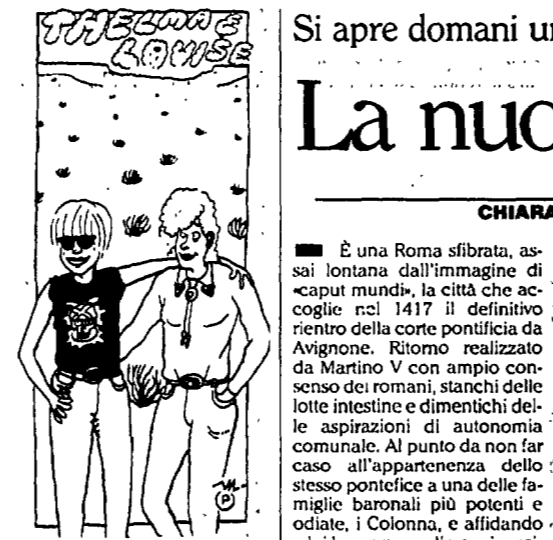 THELMA E
LOUISE
P
Si apre domani un
La nuo
CHIARA
È una Roma sfibrata, as-
sai lontana dall'immagine di
«caput mundi», la città che ac-
coglie nel 1417 il definitivo
rientro della corte pontificia da
Avignone. Ritorno realizzato
da Martino V con ampio con-
senso dei romani, stanchi delle
lotte intestine e dimentichi del-
le aspirazioni di autonomia
comunale. Al punto da non far
caso all'appartenenza dello
stesso pontefice a una delle fa-
miglie baronali più potenti e
odiate, i Colonna, e affidando